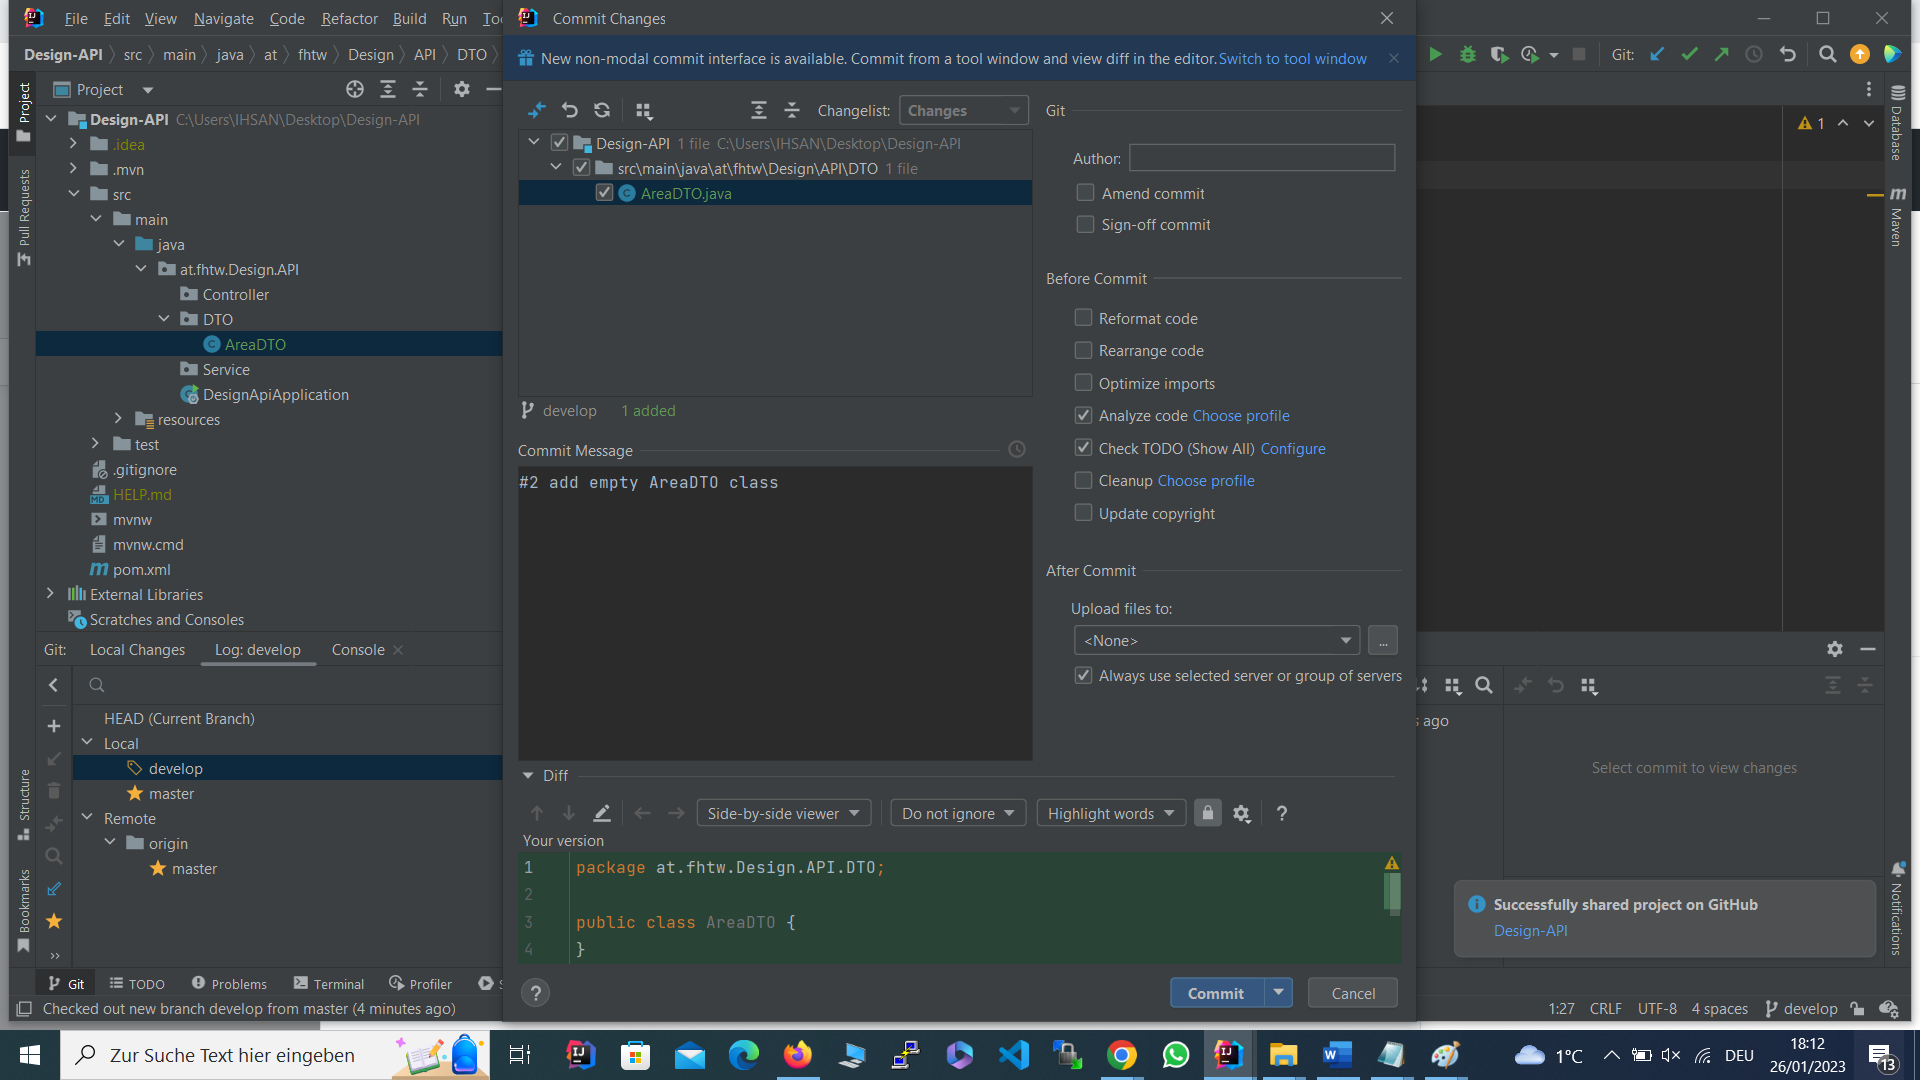 File Edit View Navigate Code Refactor Build Run
Commit Changes
Design-API src main java at fhtw Design API DTO
New non-modal commit interface is available. Commit from a tool window and view diff in the editor. Switch to tool window
Git:
Project
Project
Pull Requests
Structure
Bookmarks
Design-API C:\Users\IHSAN\Desktop\Design-API
.idea
.mvn
src
main
java
at.fhtw.Design.API
Controller
DTO
AreaDTO
Service
DesignApiApplication
resources
test
.gitignore
HELP.md
mvnw
mvnw.cmd
pom.xml
External Libraries
Scratches and Consoles
Changelist: Changes
Design-API 1 file C:\Users\IHSAN\Desktop\Design-API
src\main\java\at\fhtw\Design\API\DTO 1 file
AreaDTO.java
develop 1 added
Commit Message
#2 add empty AreaDTO class
Git
Author:
Amend commit
Sign-off commit
Before Commit
Reformat code
Rearrange code
Optimize imports
Analyze code Choose profile
Check TODO (Show All) Configure
Cleanup Choose profile
Update copyright
After Commit
Upload files to:
<None> ...
Always use selected server or group of servers
Diff
Side-by-side viewer Do not ignore Highlight words ?
Your version
1 package at.fhtw.Design.API.DTO;
2
3 public class AreaDTO {
4 }
? Commit Cancel
1
Database
Maven
Notifications
Git: Local Changes Log: develop Console
HEAD (Current Branch)
Local
develop
master
Remote
origin
master
s ago
Select commit to view changes
Successfully shared project on GitHub
Design-API
Git TODO Problems Terminal Profiler
Checked out new branch develop from master (4 minutes ago)
1:27 CRLF UTF-8 4 spaces develop
Zur Suche Text hier eingeben
1°C DEU
18:12
26/01/2023
13